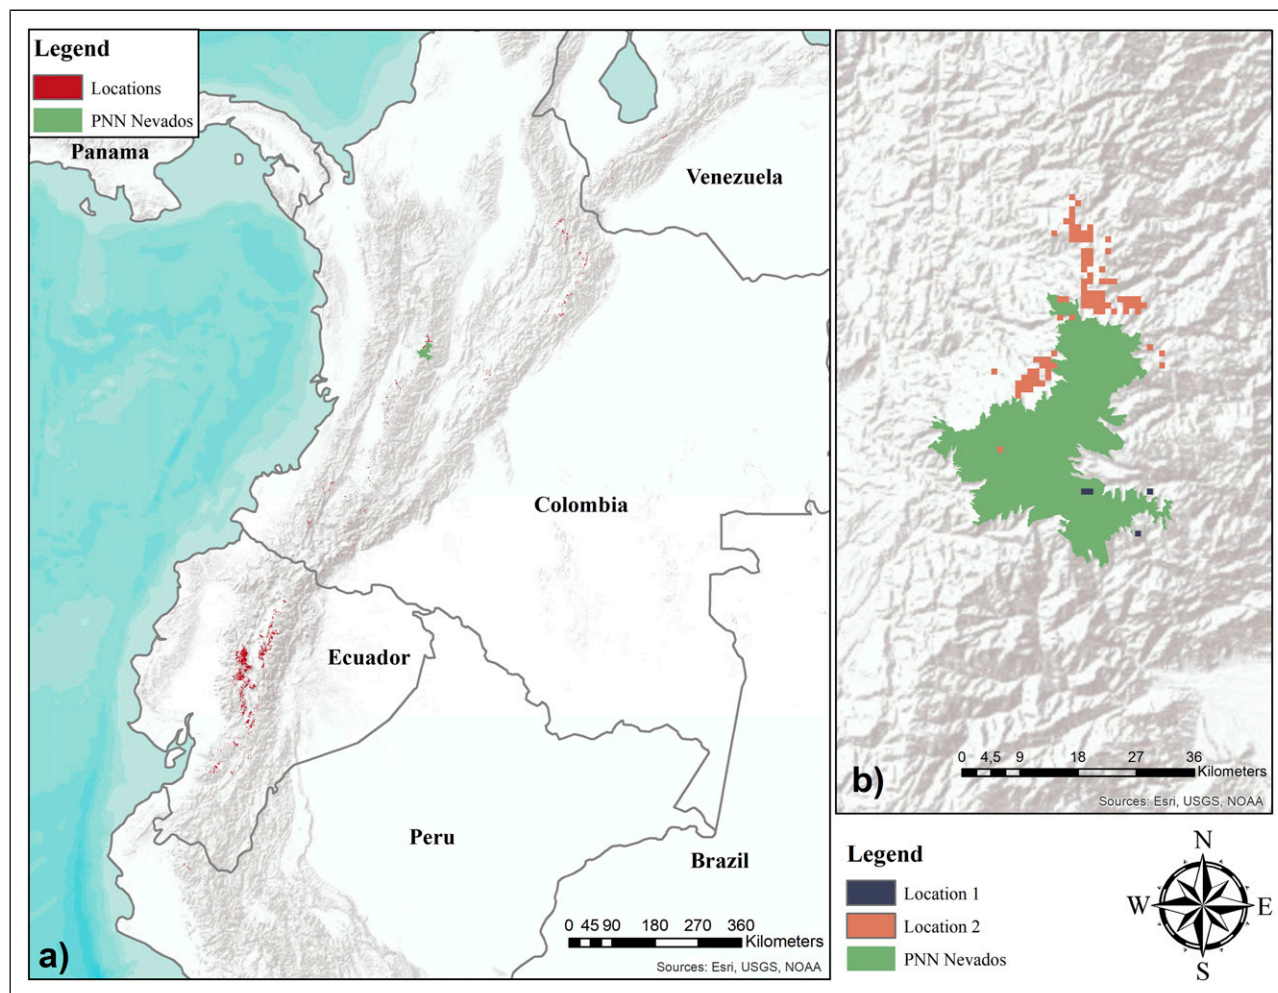 Legend
Locations
PNN Nevados
Panama
Venezuela
Colombia
Ecuador
Peru
Brazil
0 45 90 180 270 360
Kilometers
Sources: Esri, USGS, NOAA
a)
0 4,5 9 18 27 36
Kilometers
Sources: Esri, USGS, NOAA
b)
Legend
Location 1
Location 2
PNN Nevados
N
W E
S